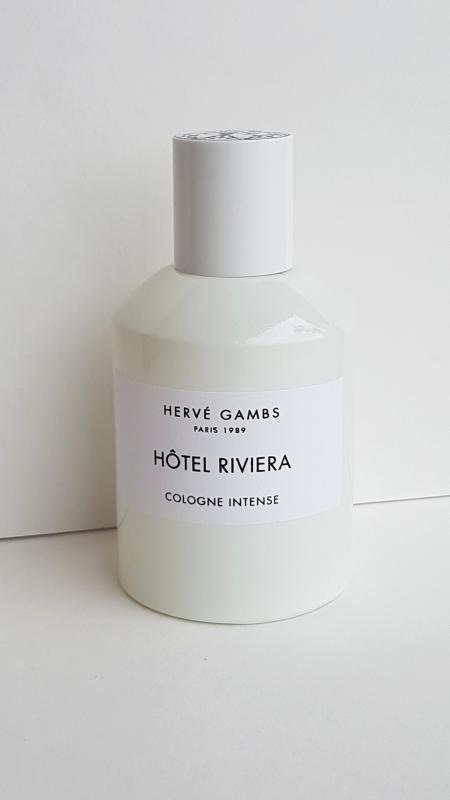 HERVÉ GAMBS
PARIS 1989
HÔTEL RIVIERA
COLOGNE INTENSE